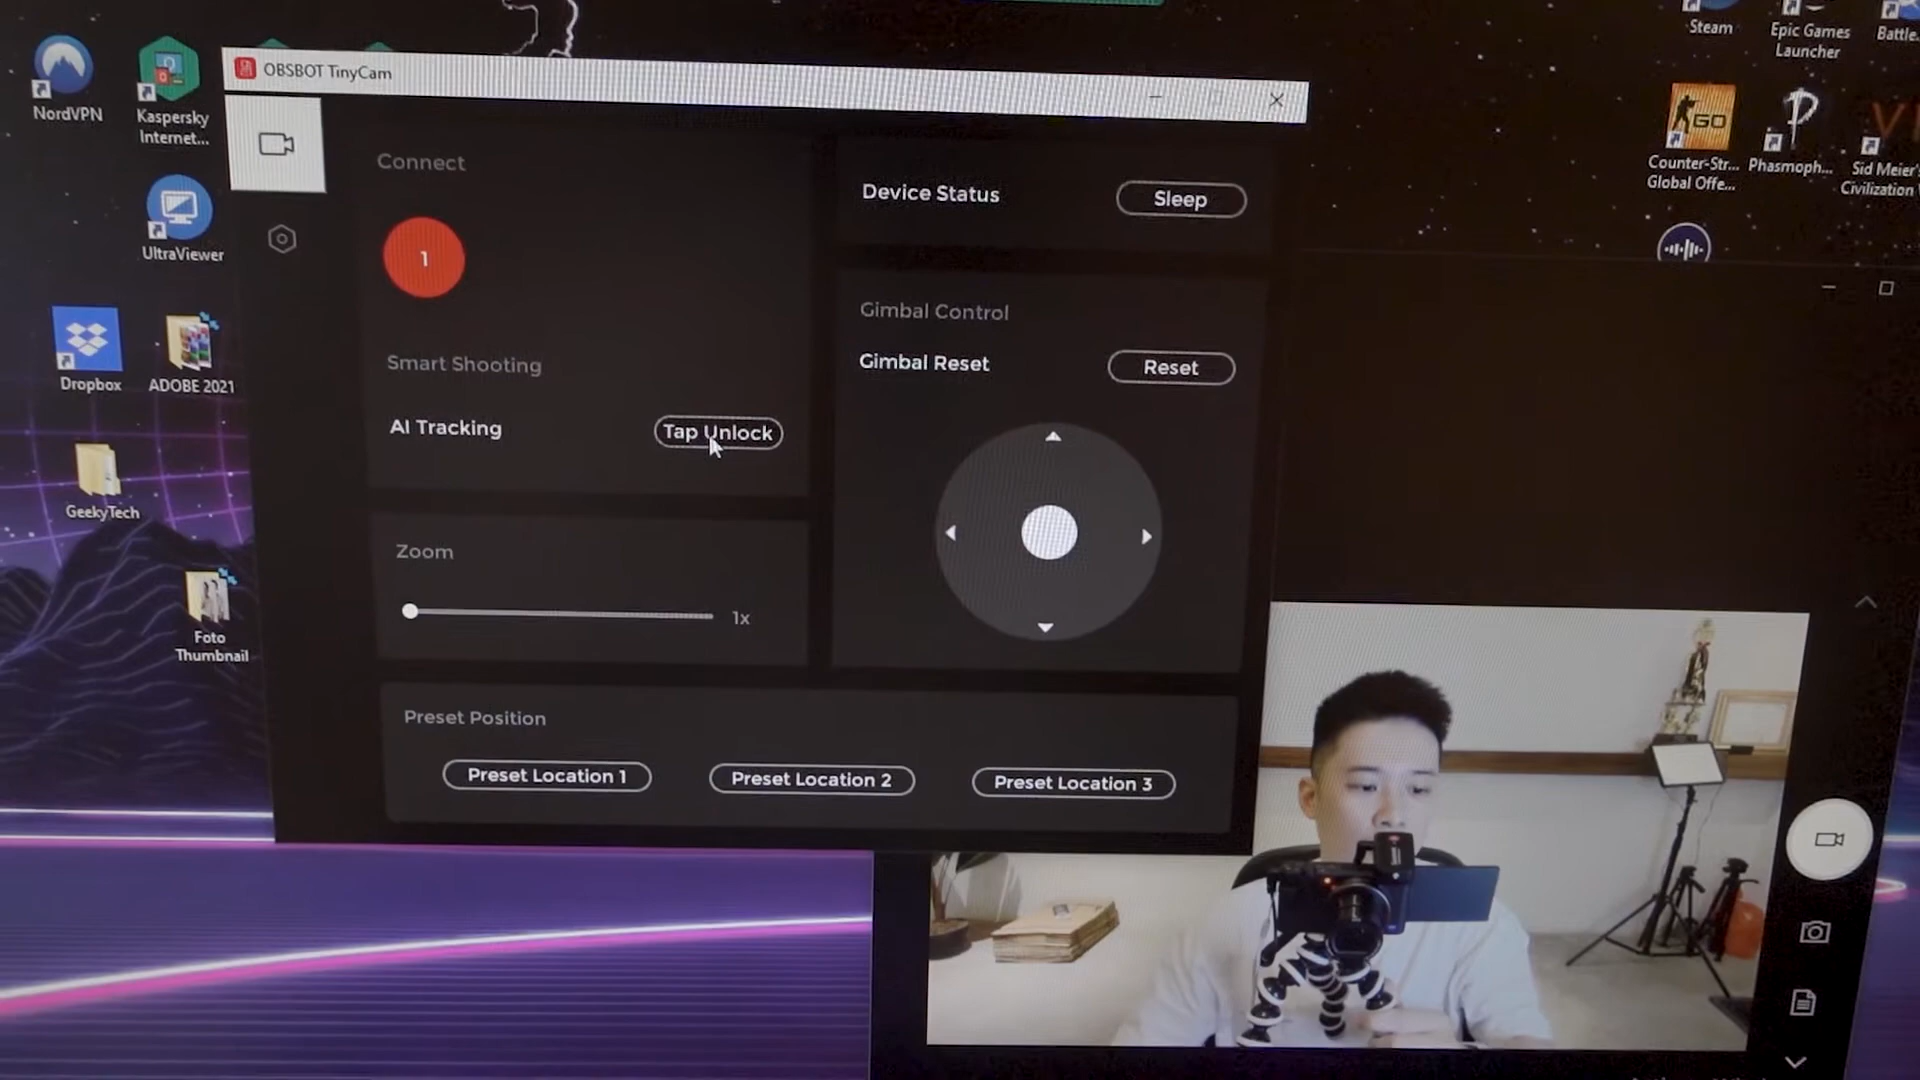 Steam
Epic Games
Launcher
Battle.
NordVPN
Kaspersky
Internet...
OBSBOT TinyCam
Connect
1
Device Status
Sleep
GO
Counter-Str...
Global Offe...
Phasmoph...
Sid Meier's
Civilization
UltraViewer
Gimbal Control
Gimbal Reset
Reset
Dropbox
ADOBE 2021
Smart Shooting
AI Tracking
Tap Unlock
GeekyTech
Zoom
1x
Foto
Thumbnail
Preset Position
Preset Location 1
Preset Location 2
Preset Location 3